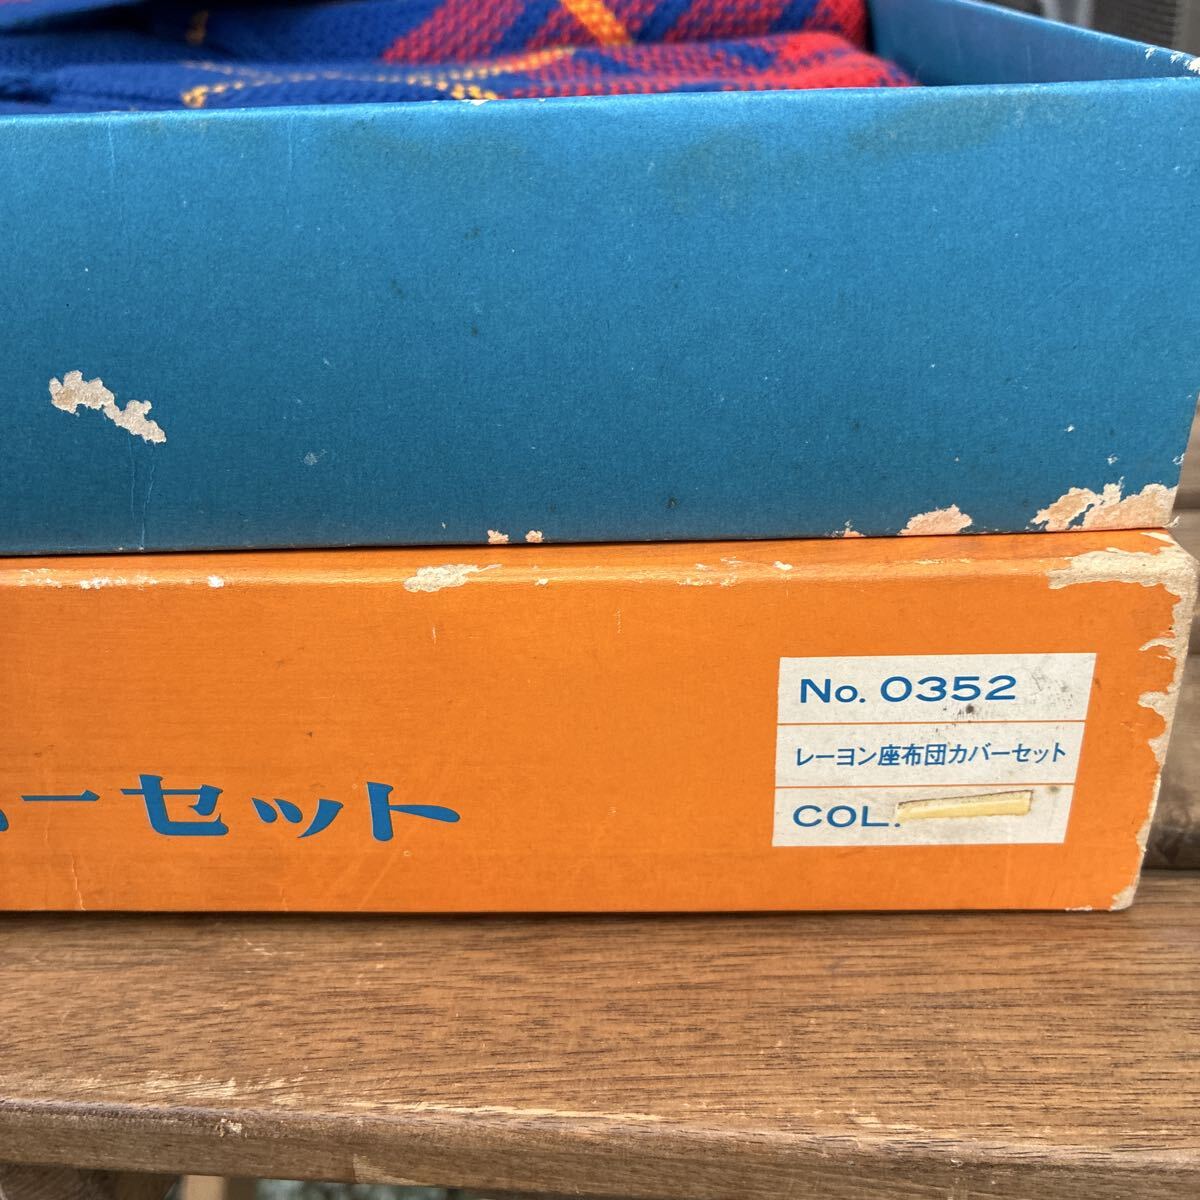 ーセット
No. 0352
レーヨン座布団カバーセット
COL.